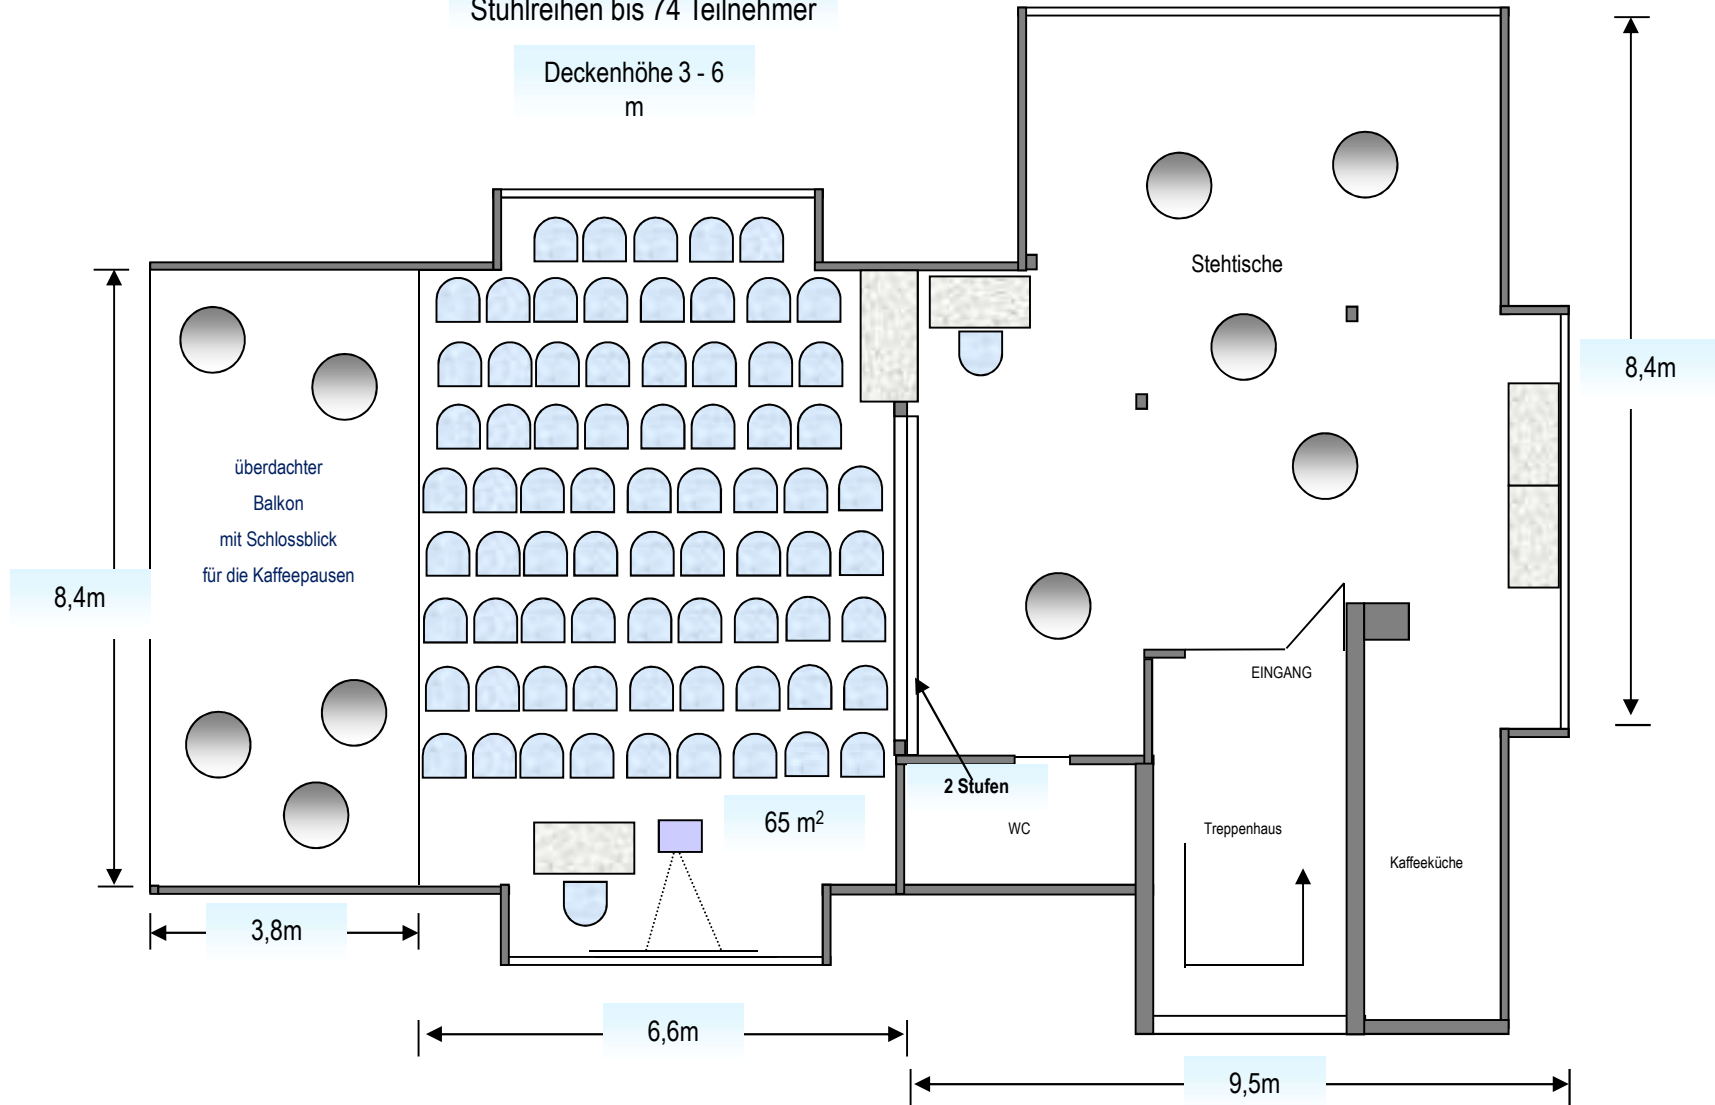 Stuhlreihen bis 74 Teilnehmer
Deckenhöhe 3 - 6
m
Stehtische
8,4m
überdachter
Balkon
mit Schlossblick
für die Kaffeepausen
8,4m
EINGANG
2 Stufen
65 m²
WC
Treppenhaus
Kaffeeküche
3,8m
6,6m
9,5m